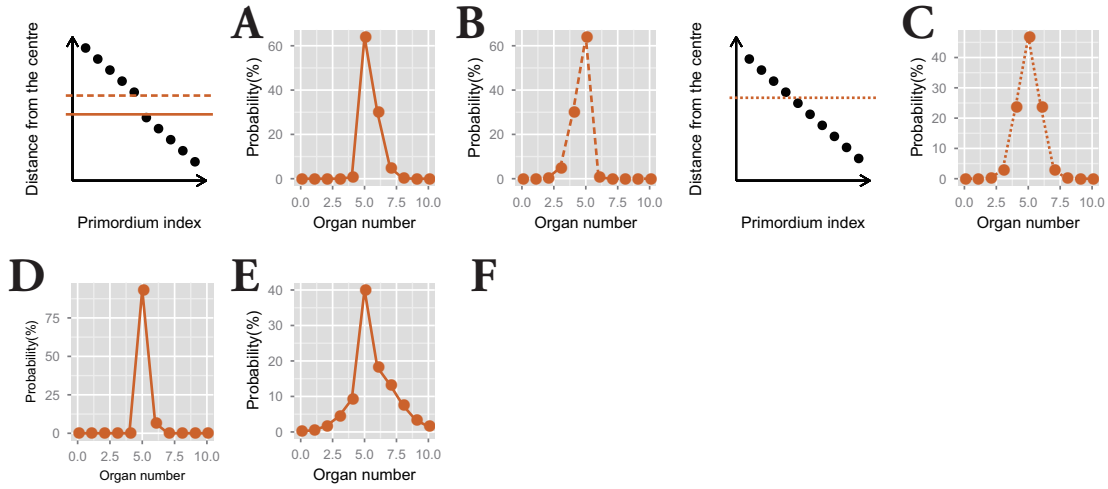 A
B
C
Distance from the centre
Primordium index
Probability(%)
60
40
20
0
0.0 2.5 5.0 7.5 10.0
Organ number
Probability(%)
60
40
20
0
0.0 2.5 5.0 7.5 10.0
Organ number
Distance from the centre
Primordium index
Probability(%)
40
30
20
10
0
0.0 2.5 5.0 7.5 10.0
Organ number
D
E
F
Probability(%)
75
50
25
0
0.0 2.5 5.0 7.5 10.0
Organ number
Probability(%)
40
30
20
10
0
0.0 2.5 5.0 7.5 10.0
Organ number